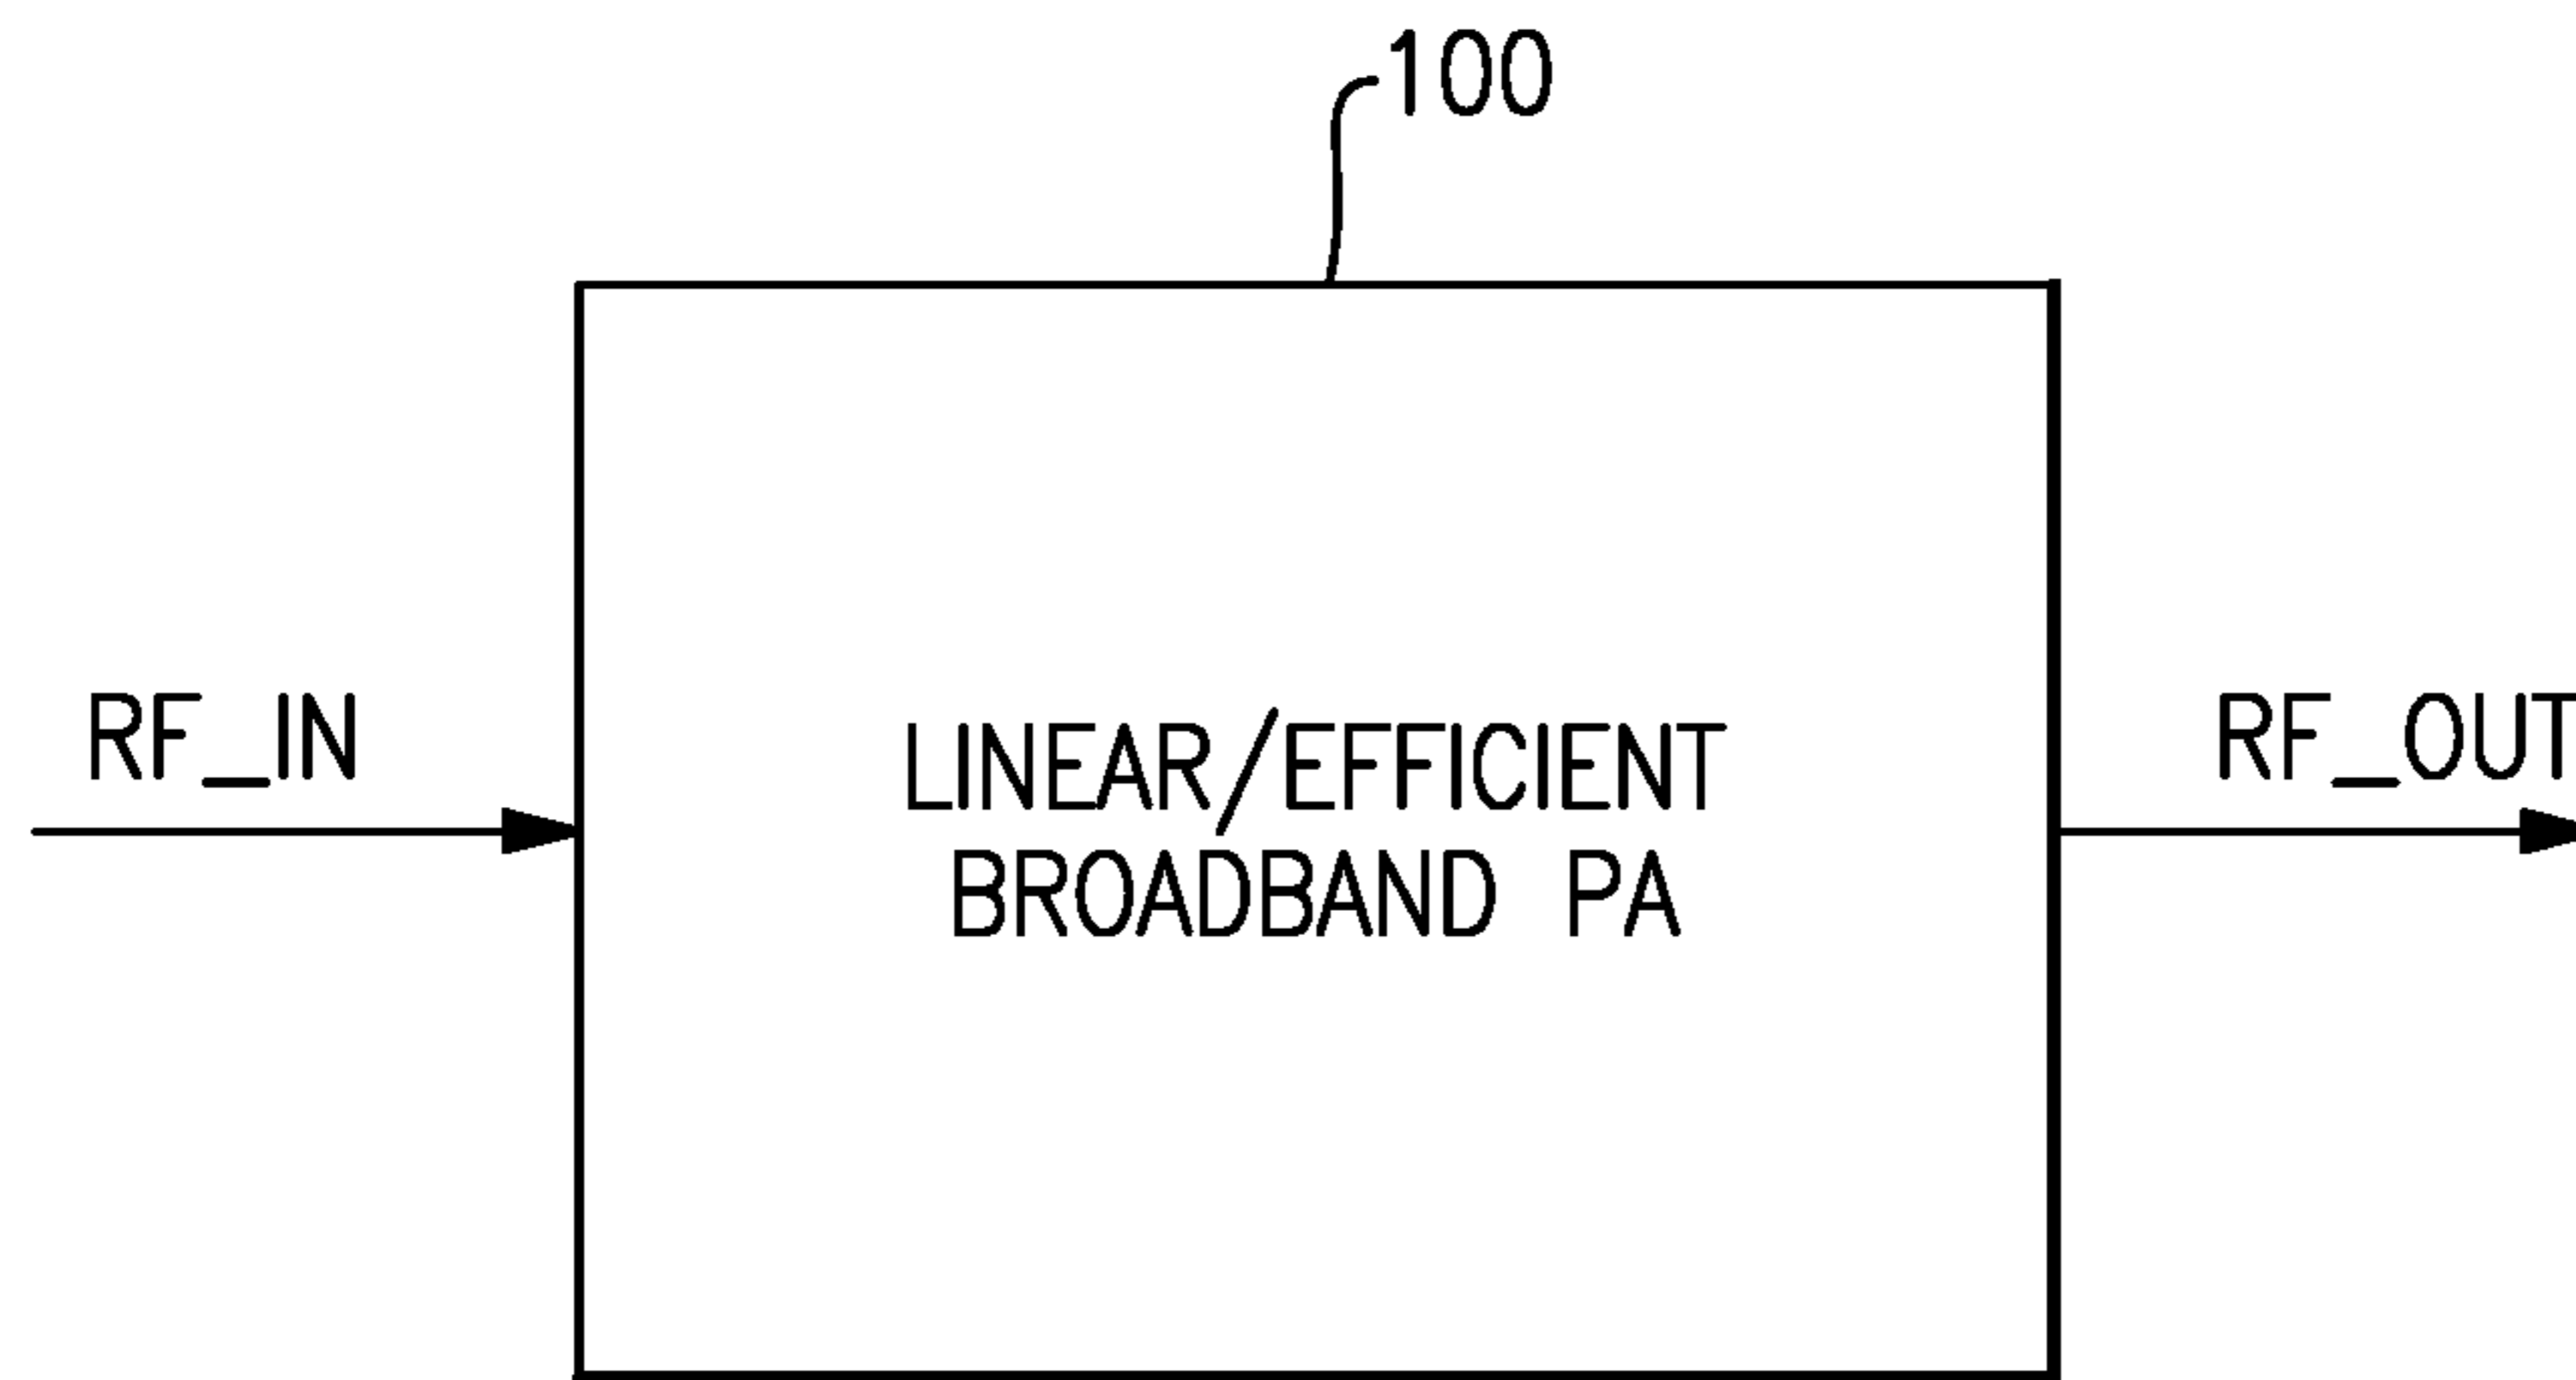 100
RF_IN
LINEAR/EFFICIENT
BROADBAND PA
RF_OUT